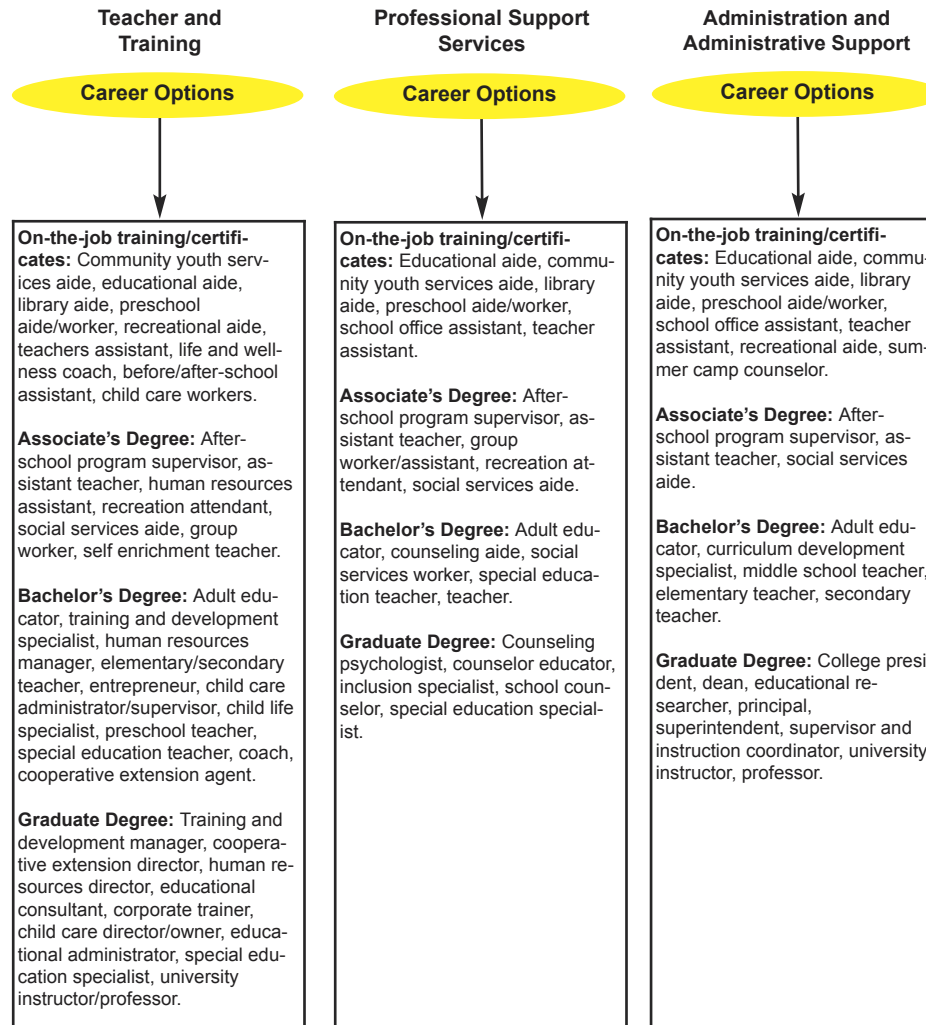 Teacher and
Training
Career Options
On-the-job training/certifi-
cates: Community youth serv-
ices aide, educational aide,
library aide, preschool
aide/worker, recreational aide,
teachers assistant, life and well-
ness coach, before/after-school
assistant, child care workers.
Associate's Degree: After-
school program supervisor, as-
sistant teacher, human resources
assistant, recreation attendant,
social services aide, group
worker, self enrichment teacher.
Bachelor's Degree: Adult edu-
cator, training and development
specialist, human resources
manager, elementary/secondary
teacher, entrepreneur, child care
administrator/supervisor, child life
specialist, preschool teacher,
special education teacher, coach,
cooperative extension agent.
Graduate Degree: Training and
development manager, coopera-
tive extension director, human re-
sources director, educational
consultant, corporate trainer,
child care director/owner, educa-
tional administrator, special edu-
cation specialist, university
instructor/professor.
Professional Support
Services
Career Options
On-the-job training/certifi-
cates: Educational aide, commu-
nity youth services aide, library
aide, preschool aide/worker,
school office assistant, teacher
assistant.
Associate's Degree: After-
school program supervisor, as-
sistant teacher, group
worker/assistant, recreation at-
tendant, social services aide.
Bachelor's Degree: Adult edu-
cator, counseling aide, social
services worker, special educa-
tion teacher, teacher.
Graduate Degree: Counseling
psychologist, counselor educator,
inclusion specialist, school coun-
selor, special education special-
ist.
Administration and
Administrative Support
Career Options
On-the-job training/certifi-
cates: Educational aide, commu-
nity youth services aide, library
aide, preschool aide/worker,
school office assistant, teacher
assistant, recreational aide, sum-
mer camp counselor.
Associate's Degree: After-
school program supervisor, as-
sistant teacher, social services
aide.
Bachelor's Degree: Adult edu-
cator, curriculum development
specialist, middle school teacher,
elementary teacher, secondary
teacher.
Graduate Degree: College presi
dent, dean, educational re-
searcher, principal,
superintendent, supervisor and
instruction coordinator, university
instructor, professor.